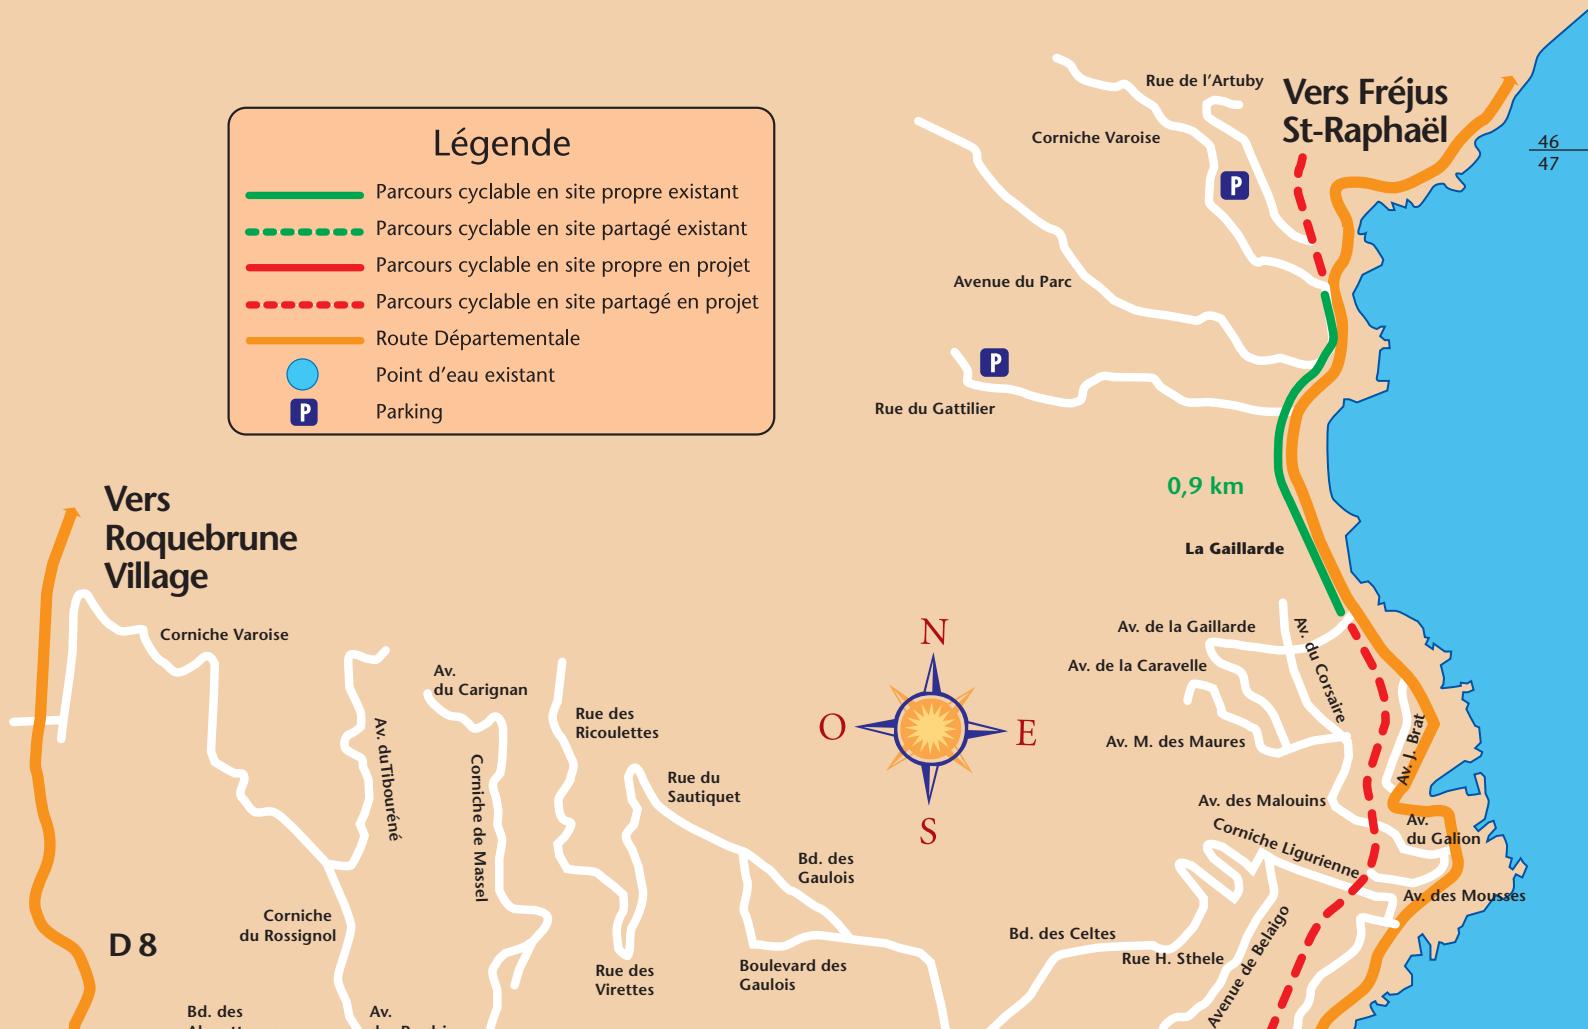 Rue de l'Artuby
Vers Fréjus
St-Raphaël
Corniche Varoise
46
47
P
Légende
Parcours cyclable en site propre existant
Parcours cyclable en site partagé existant
Parcours cyclable en site propre en projet
Parcours cyclable en site partagé en projet
Route Départementale
Point d'eau existant
P
Parking
Avenue du Parc
P
Rue du Gattilier
0,9 km
La Gaillarde
Vers
Roquebrune
Village
Corniche Varoise
Av. duTibouréné
Av.
du Carignan
Corniche de Massel
Rue des
Ricoulettes
Rue du
Sautiquet
N
O
E
S
Av. de la Gaillarde
Av. de la Caravelle
Av. du Corsaire
Av. M. des Maures
Av. J. Brat
Av. des Malouins
Av.
du Galion
Corniche Ligurienne
Av. des Mousses
Bd. des
Gaulois
Corniche
du Rossignol
D 8
Bd. des Celtes
Rue H. Sthele
Avenue de Belaigo
Rue des
Virettes
Boulevard des
Gaulois
Bd. des
Av.